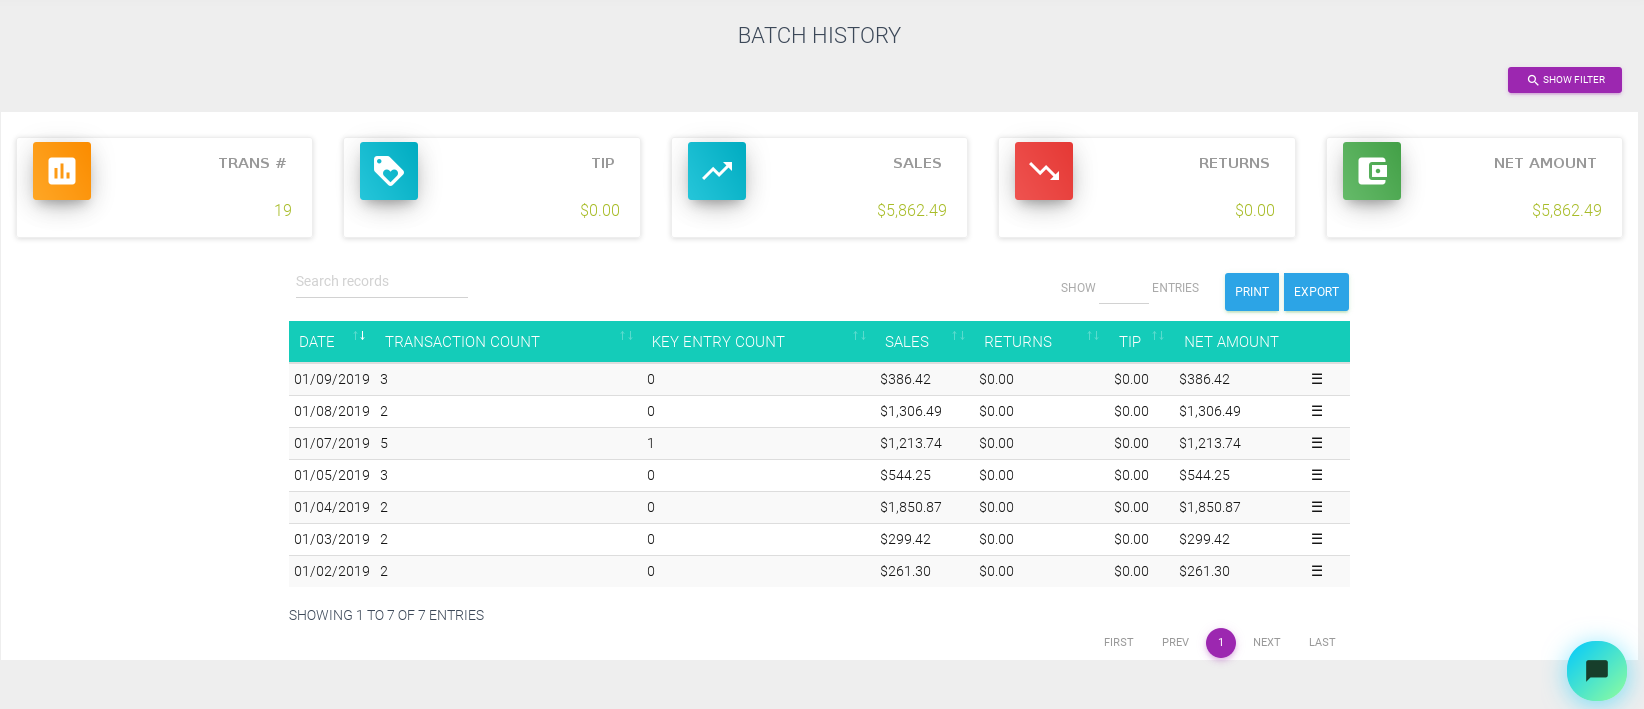 BATCH HISTORY
SHOW FILTER
TRANS #
19
TIP
$0.00
SALES
$5,862.49
RETURNS
$0.00
NET AMOUNT
$5,862.49
Search records
SHOW ENTRIES
PRINT
EXPORT
DATE TRANSACTION COUNT KEY ENTRY COUNT SALES RETURNS TIP NET AMOUNT
01/09/2019 3 0 $386.42 $0.00 $0.00 $386.42
01/08/2019 2 0 $1,306.49 $0.00 $0.00 $1,306.49
01/07/2019 5 1 $1,213.74 $0.00 $0.00 $1,213.74
01/05/2019 3 0 $544.25 $0.00 $0.00 $544.25
01/04/2019 2 0 $1,850.87 $0.00 $0.00 $1,850.87
01/03/2019 2 0 $299.42 $0.00 $0.00 $299.42
01/02/2019 2 0 $261.30 $0.00 $0.00 $261.30
SHOWING 1 TO 7 OF 7 ENTRIES
FIRST PREV 1 NEXT LAST